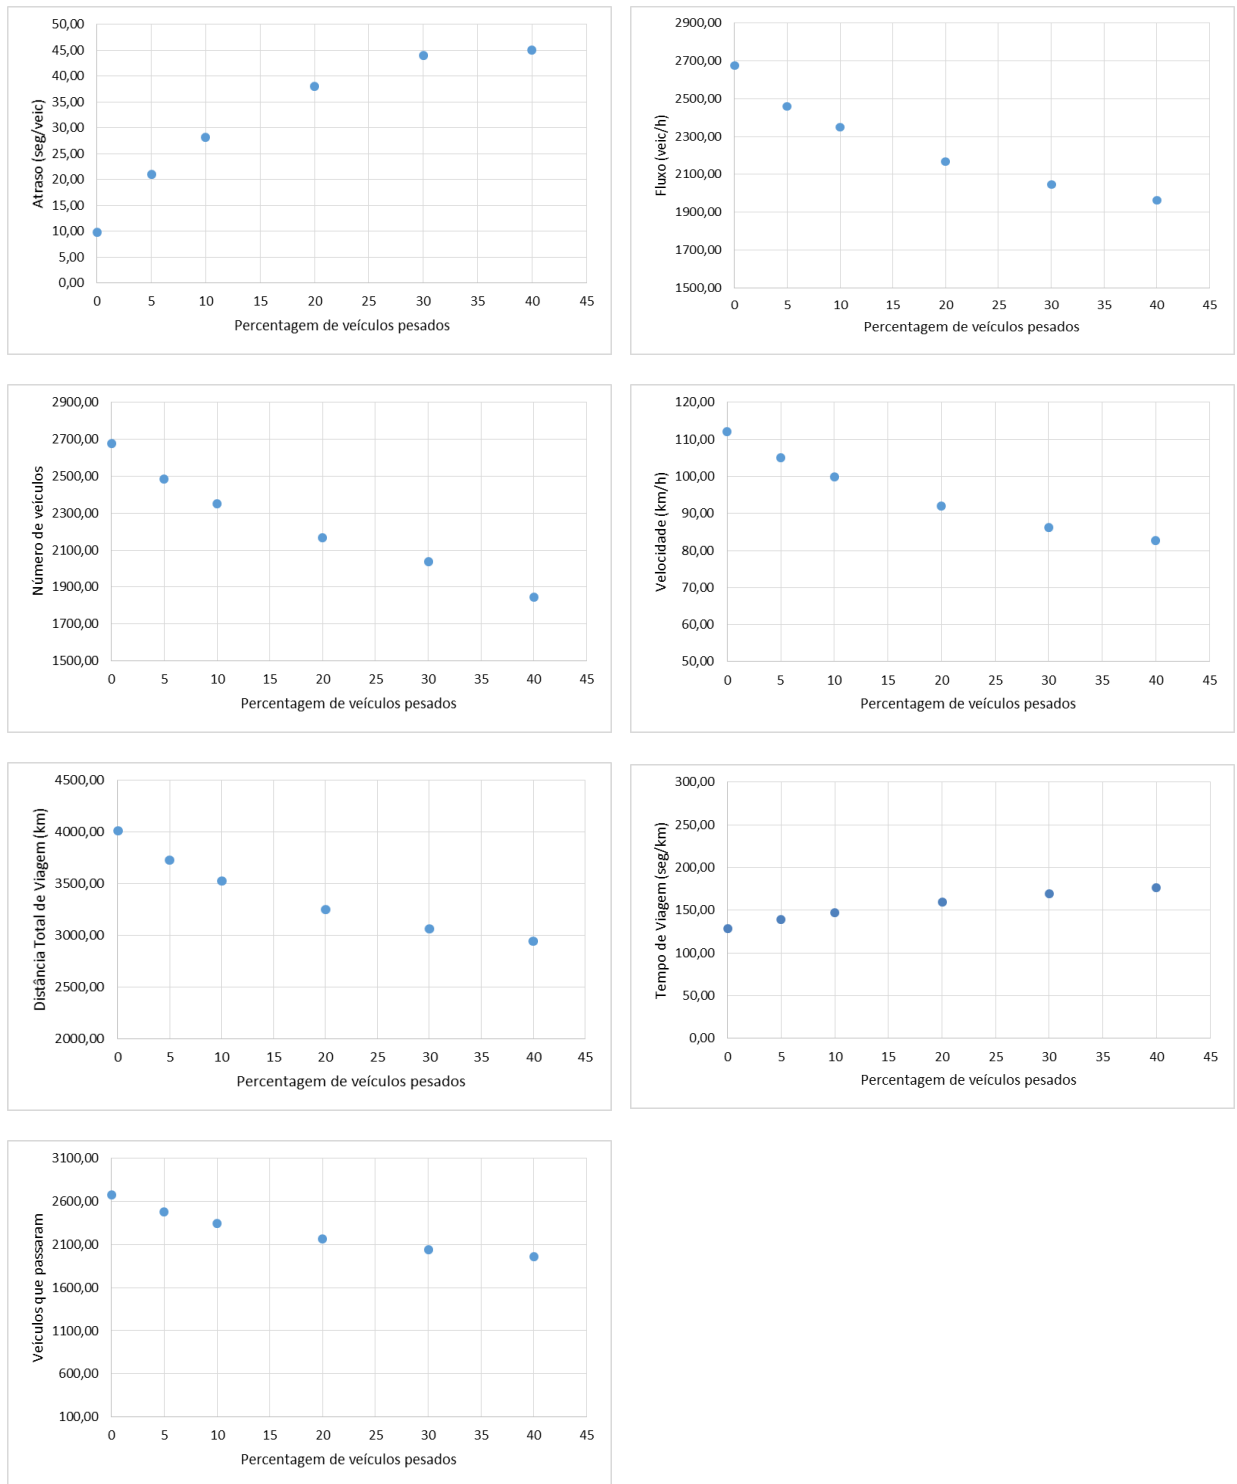 50,00
45,00
40,00
35,00
30,00
25,00
20,00
15,00
10,00
5,00
0,00
Atraso (seg/veic)
0 5 10 15 20 25 30 35 40 45
Percentagem de veículos pesados
2900,00
2700,00
2500,00
2300,00
2100,00
1900,00
1700,00
1500,00
Fluxo (veic/h)
0 5 10 15 20 25 30 35 40 45
Percentagem de veículos pesados
2900,00
2700,00
2500,00
2300,00
2100,00
1900,00
1700,00
1500,00
Número de veiculos
0 5 10 15 20 25 30 35 40 45
Percentagem de veículos pesados
120,00
110,00
100,00
90,00
80,00
70,00
60,00
50,00
Velocidade (km/h)
0 5 10 15 20 25 30 35 40 45
Percentagem de veículos pesados
4500,00
4000,00
3500,00
3000,00
2500,00
2000,00
Distância Total de Viagem (km)
0 5 10 15 20 25 30 35 40 45
Percentagem de veículos pesados
300,00
250,00
200,00
150,00
100,00
50,00
0,00
Tempo de Viagem (seg/km)
0 5 10 15 20 25 30 35 40 45
Percentagem de veículos pesados
3100,00
2600,00
2100,00
1600,00
1100,00
600,00
100,00
Veiculos que passaram
0 5 10 15 20 25 30 35 40 45
Percentagem de veículos pesados